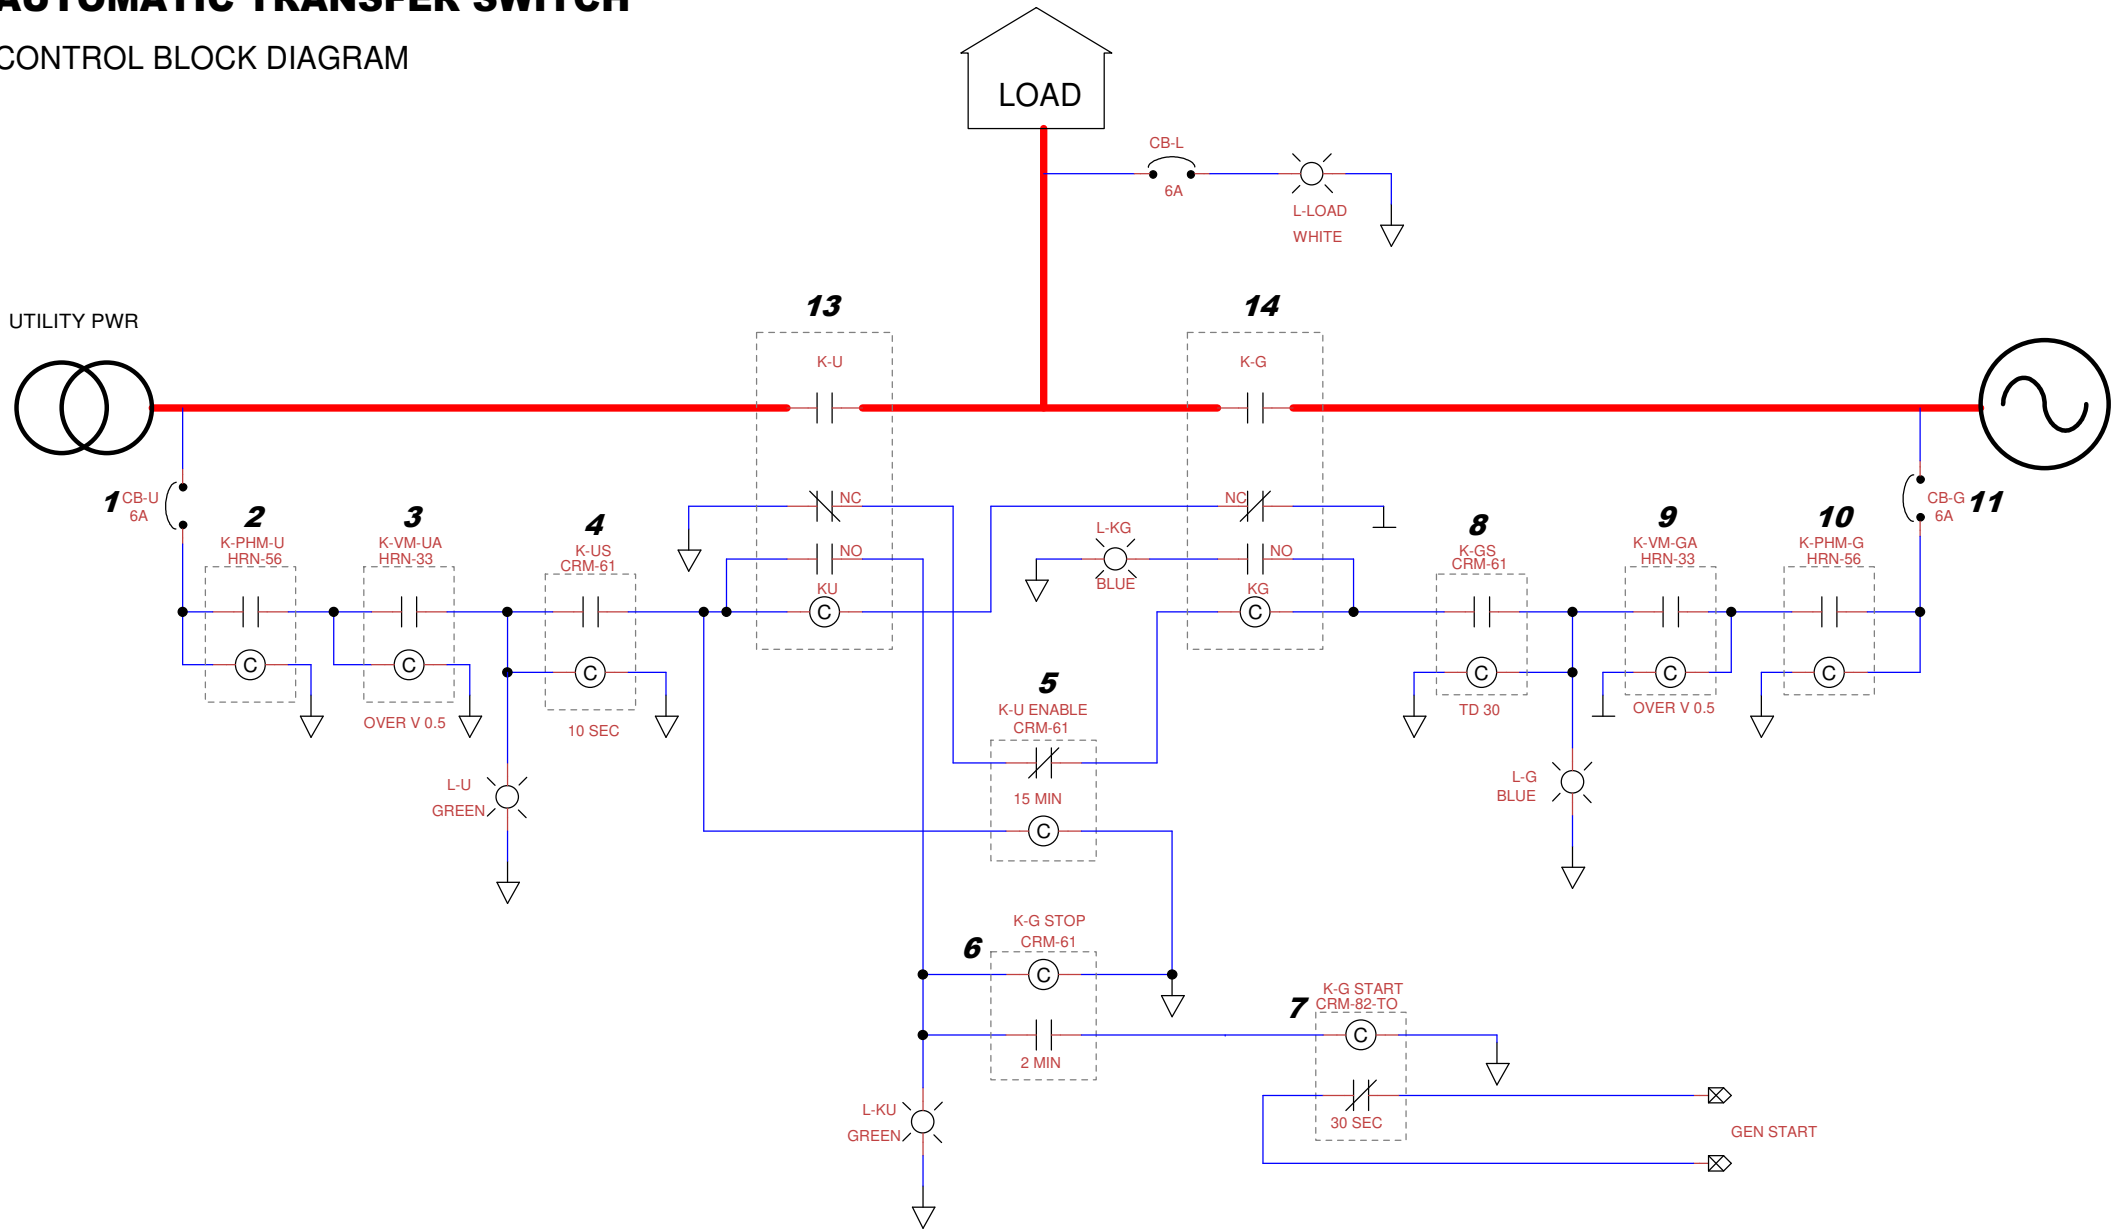 AUTOMATIC TRANSFER SWITCH
CONTROL BLOCK DIAGRAM
LOAD
CB-L
6A
L-LOAD
WHITE
UTILITY PWR
13
14
K-U
K-G
1
CB-U
6A
NC
NC
CB-G
6A
11
2
K-PHM-U
HRN-56
3
K-VM-UA
HRN-33
4
K-US
CRM-61
NO
L-KG
BLUE
NO
8
K-GS
CRM-61
9
K-VM-GA
HRN-33
10
K-PHM-G
HRN-56
KU
C
KG
C
C
C
C
C
C
C
OVER V 0.5
10 SEC
5
K-U ENABLE
CRM-61
TD 30
OVER V 0.5
L-U
GREEN
15 MIN
C
L-G
BLUE
K-G STOP
CRM-61
6
C
2 MIN
7
K-G START
CRM-82-TO
C
30 SEC
L-KU
GREEN
GEN START